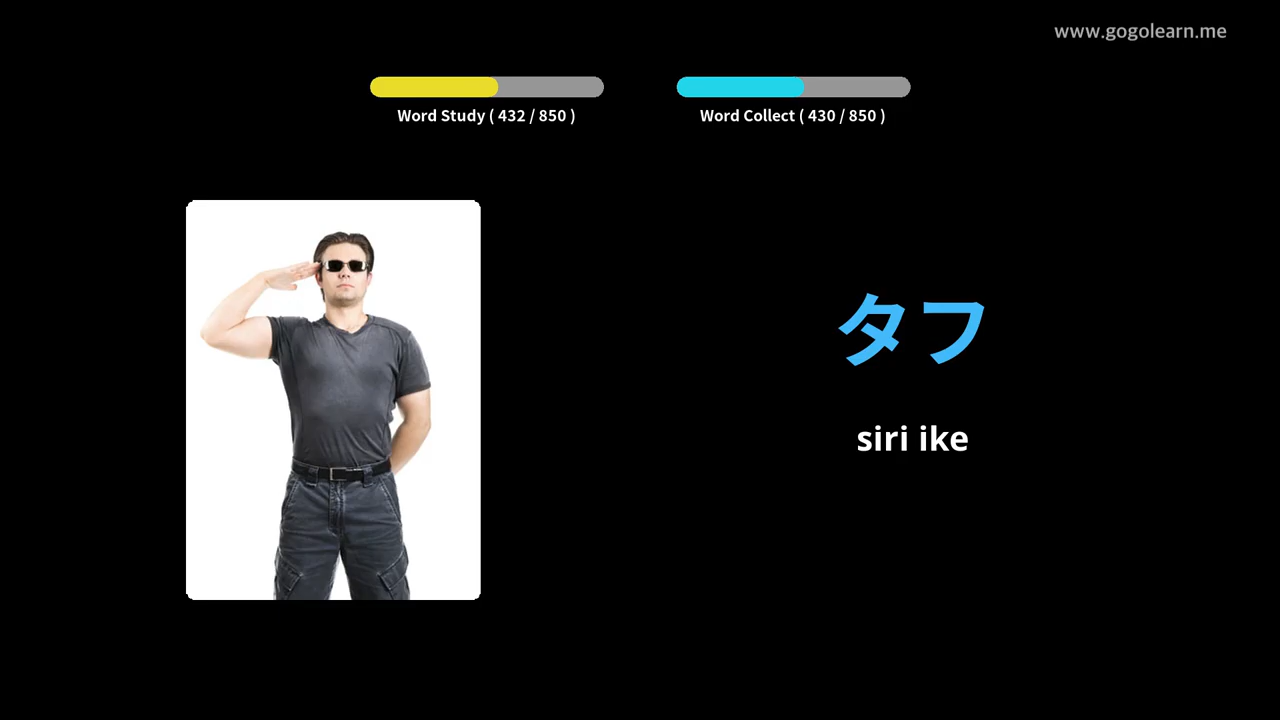 www.gogolearn.me
Word Study ( 432 / 850 )
Word Collect ( 430 / 850 )
タフ
siri ike